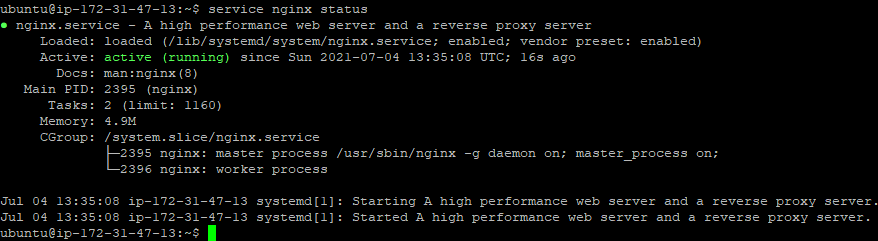 ubuntu@ip-172-31-47-13:~$ service nginx status
● nginx.service - A high performance web server and a reverse proxy server
     Loaded: loaded (/lib/systemd/system/nginx.service; enabled; vendor preset: enabled)
     Active: active (running) since Sun 2021-07-04 13:35:08 UTC; 16s ago
       Docs: man:nginx(8)
   Main PID: 2395 (nginx)
      Tasks: 2 (limit: 1160)
     Memory: 4.9M
     CGroup: /system.slice/nginx.service
             ├─2395 nginx: master process /usr/sbin/nginx -g daemon on; master_process on;
             └─2396 nginx: worker process

Jul 04 13:35:08 ip-172-31-47-13 systemd[1]: Starting A high performance web server and a reverse proxy server.
Jul 04 13:35:08 ip-172-31-47-13 systemd[1]: Started A high performance web server and a reverse proxy server.
ubuntu@ip-172-31-47-13:~$